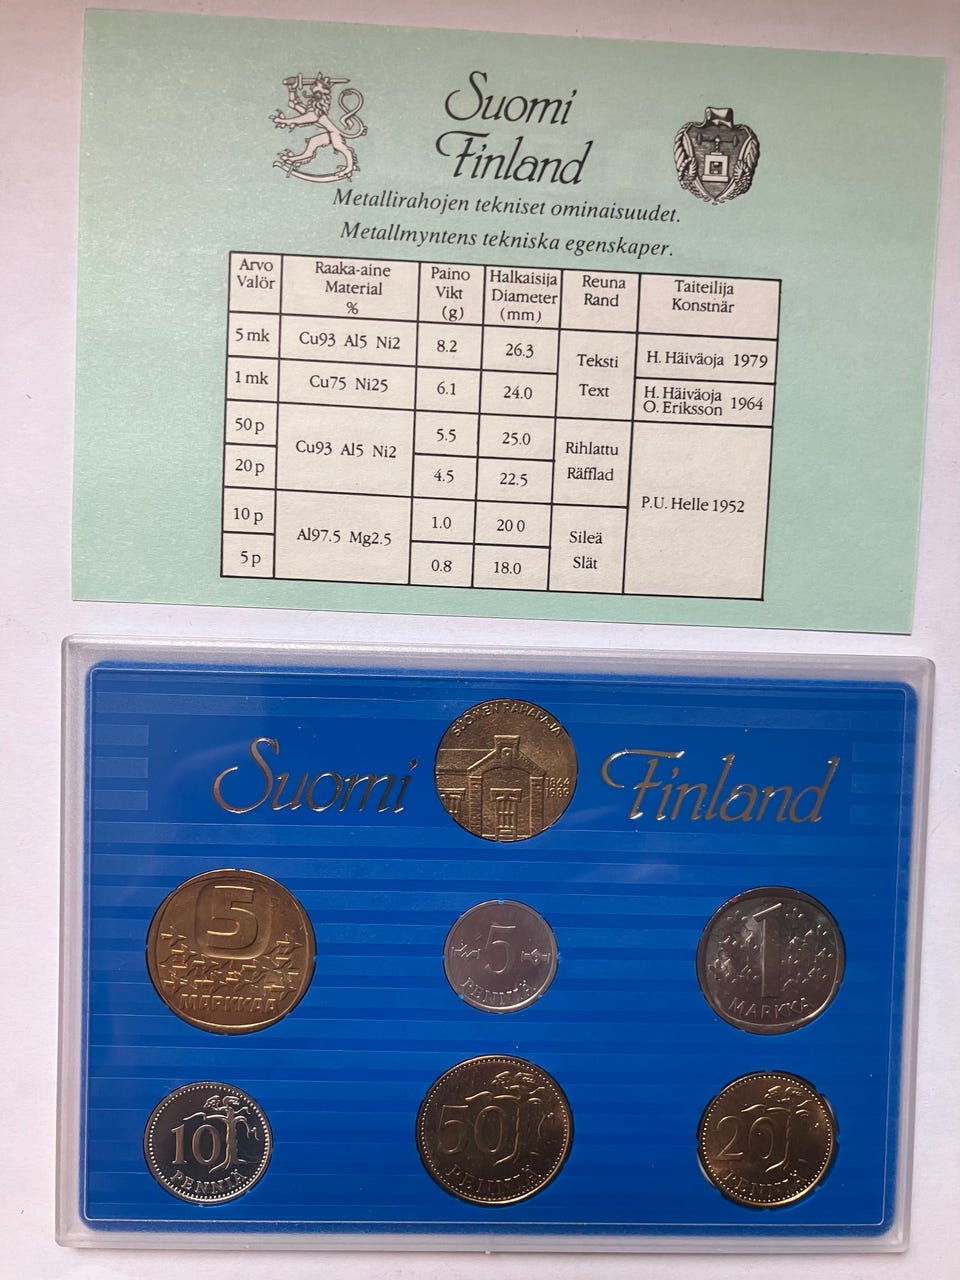 Suomi
Finland
Metallirahojen tekniset ominaisuudet.
Metallmyntens tekniska egenskaper.
Arvo Valör Raaka-aine Material % Paino Vikt (g) Halkaisija Diameter (mm) Reuna Rand Taiteilija Konstnär
5 mk Cu93 Al5 Ni2 8.2 26.3 Teksti Text H. Häiväoja 1979
1 mk Cu75 Ni25 6.1 24.0 H. Häiväoja O. Eriksson 1964
50 p Cu93 Al5 Ni2 5.5 25.0 Rihlattu Räfflad P.U. Helle 1952
20 p 4.5 22.5
10 p Al97.5 Mg2.5 1.0 20 0 Sileä Slät
5 p 0.8 18.0
SUOMEN RAHAPAJA
1864
1989
Suomi Finland
5
MARKKAA
5
PENNIÄ
1
MARKKA
10
PENNIÄ
50
PENNIÄ
20
PENNIÄ